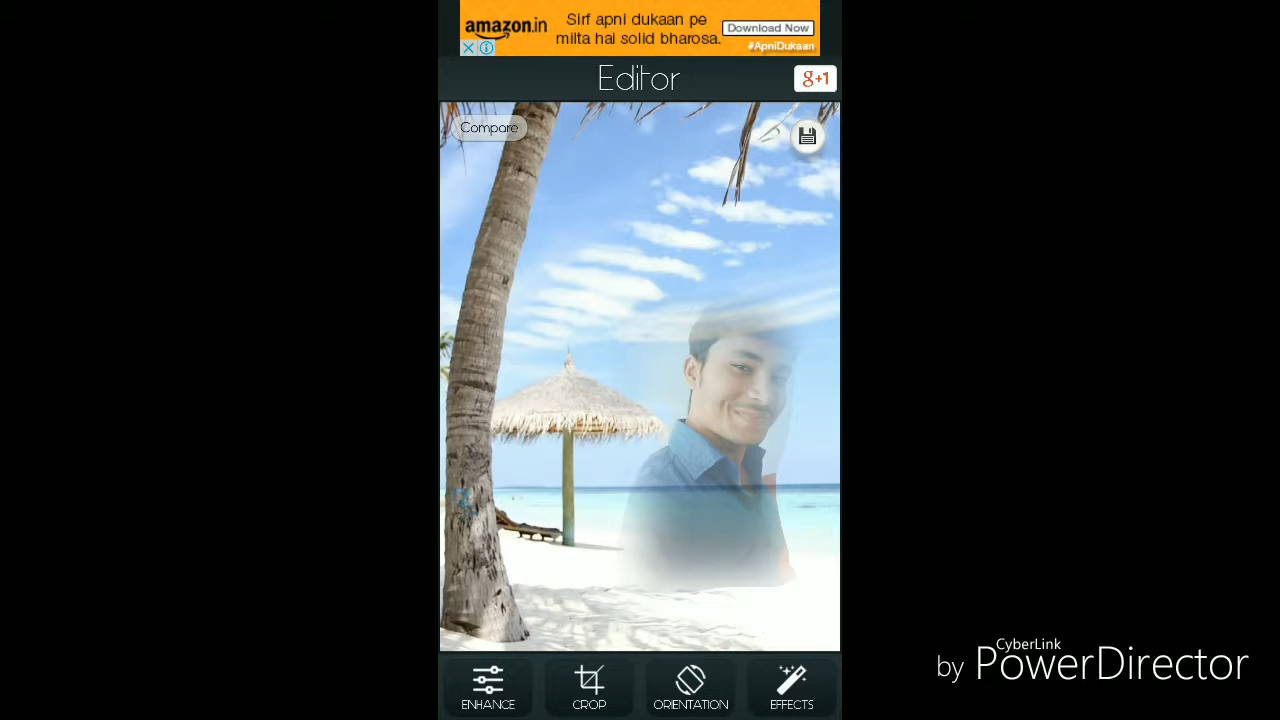 amazon.in
Sirf apni dukaan pe
milta hai solid bharosa.
Download Now
#ApniDukaan
Editor
g+1
Compare
ENHANCE
CROP
ORIENTATION
EFFECTS
CyberLink
by PowerDirector